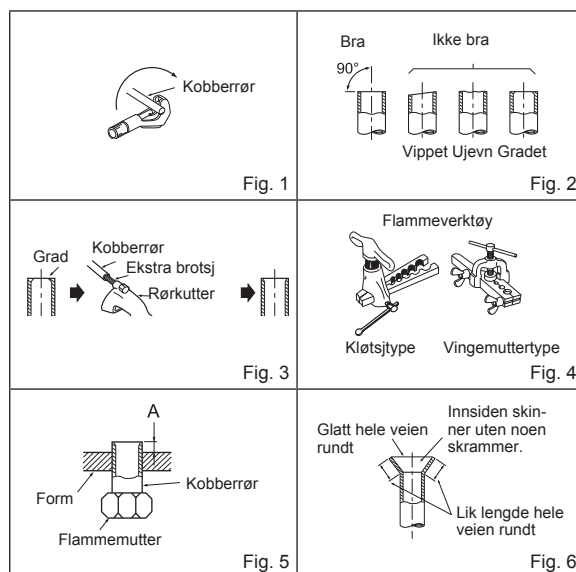 Kobberrør
Fig. 1
Bra
Ikke bra
90°
Vippet Ujevn Gradet
Fig. 2
Grad
Kobberrør
Ekstra brotsj
Rørkutter
Fig. 3
Flammeverktøy
Kløtsjtype
Vingemuttertype
Fig. 4
A
Form
Kobberrør
Flammemutter
Fig. 5
Glatt hele veien
rundt
Innsiden skin-
ner uten noen
skrammer.
Lik lengde hele
veien rundt
Fig. 6